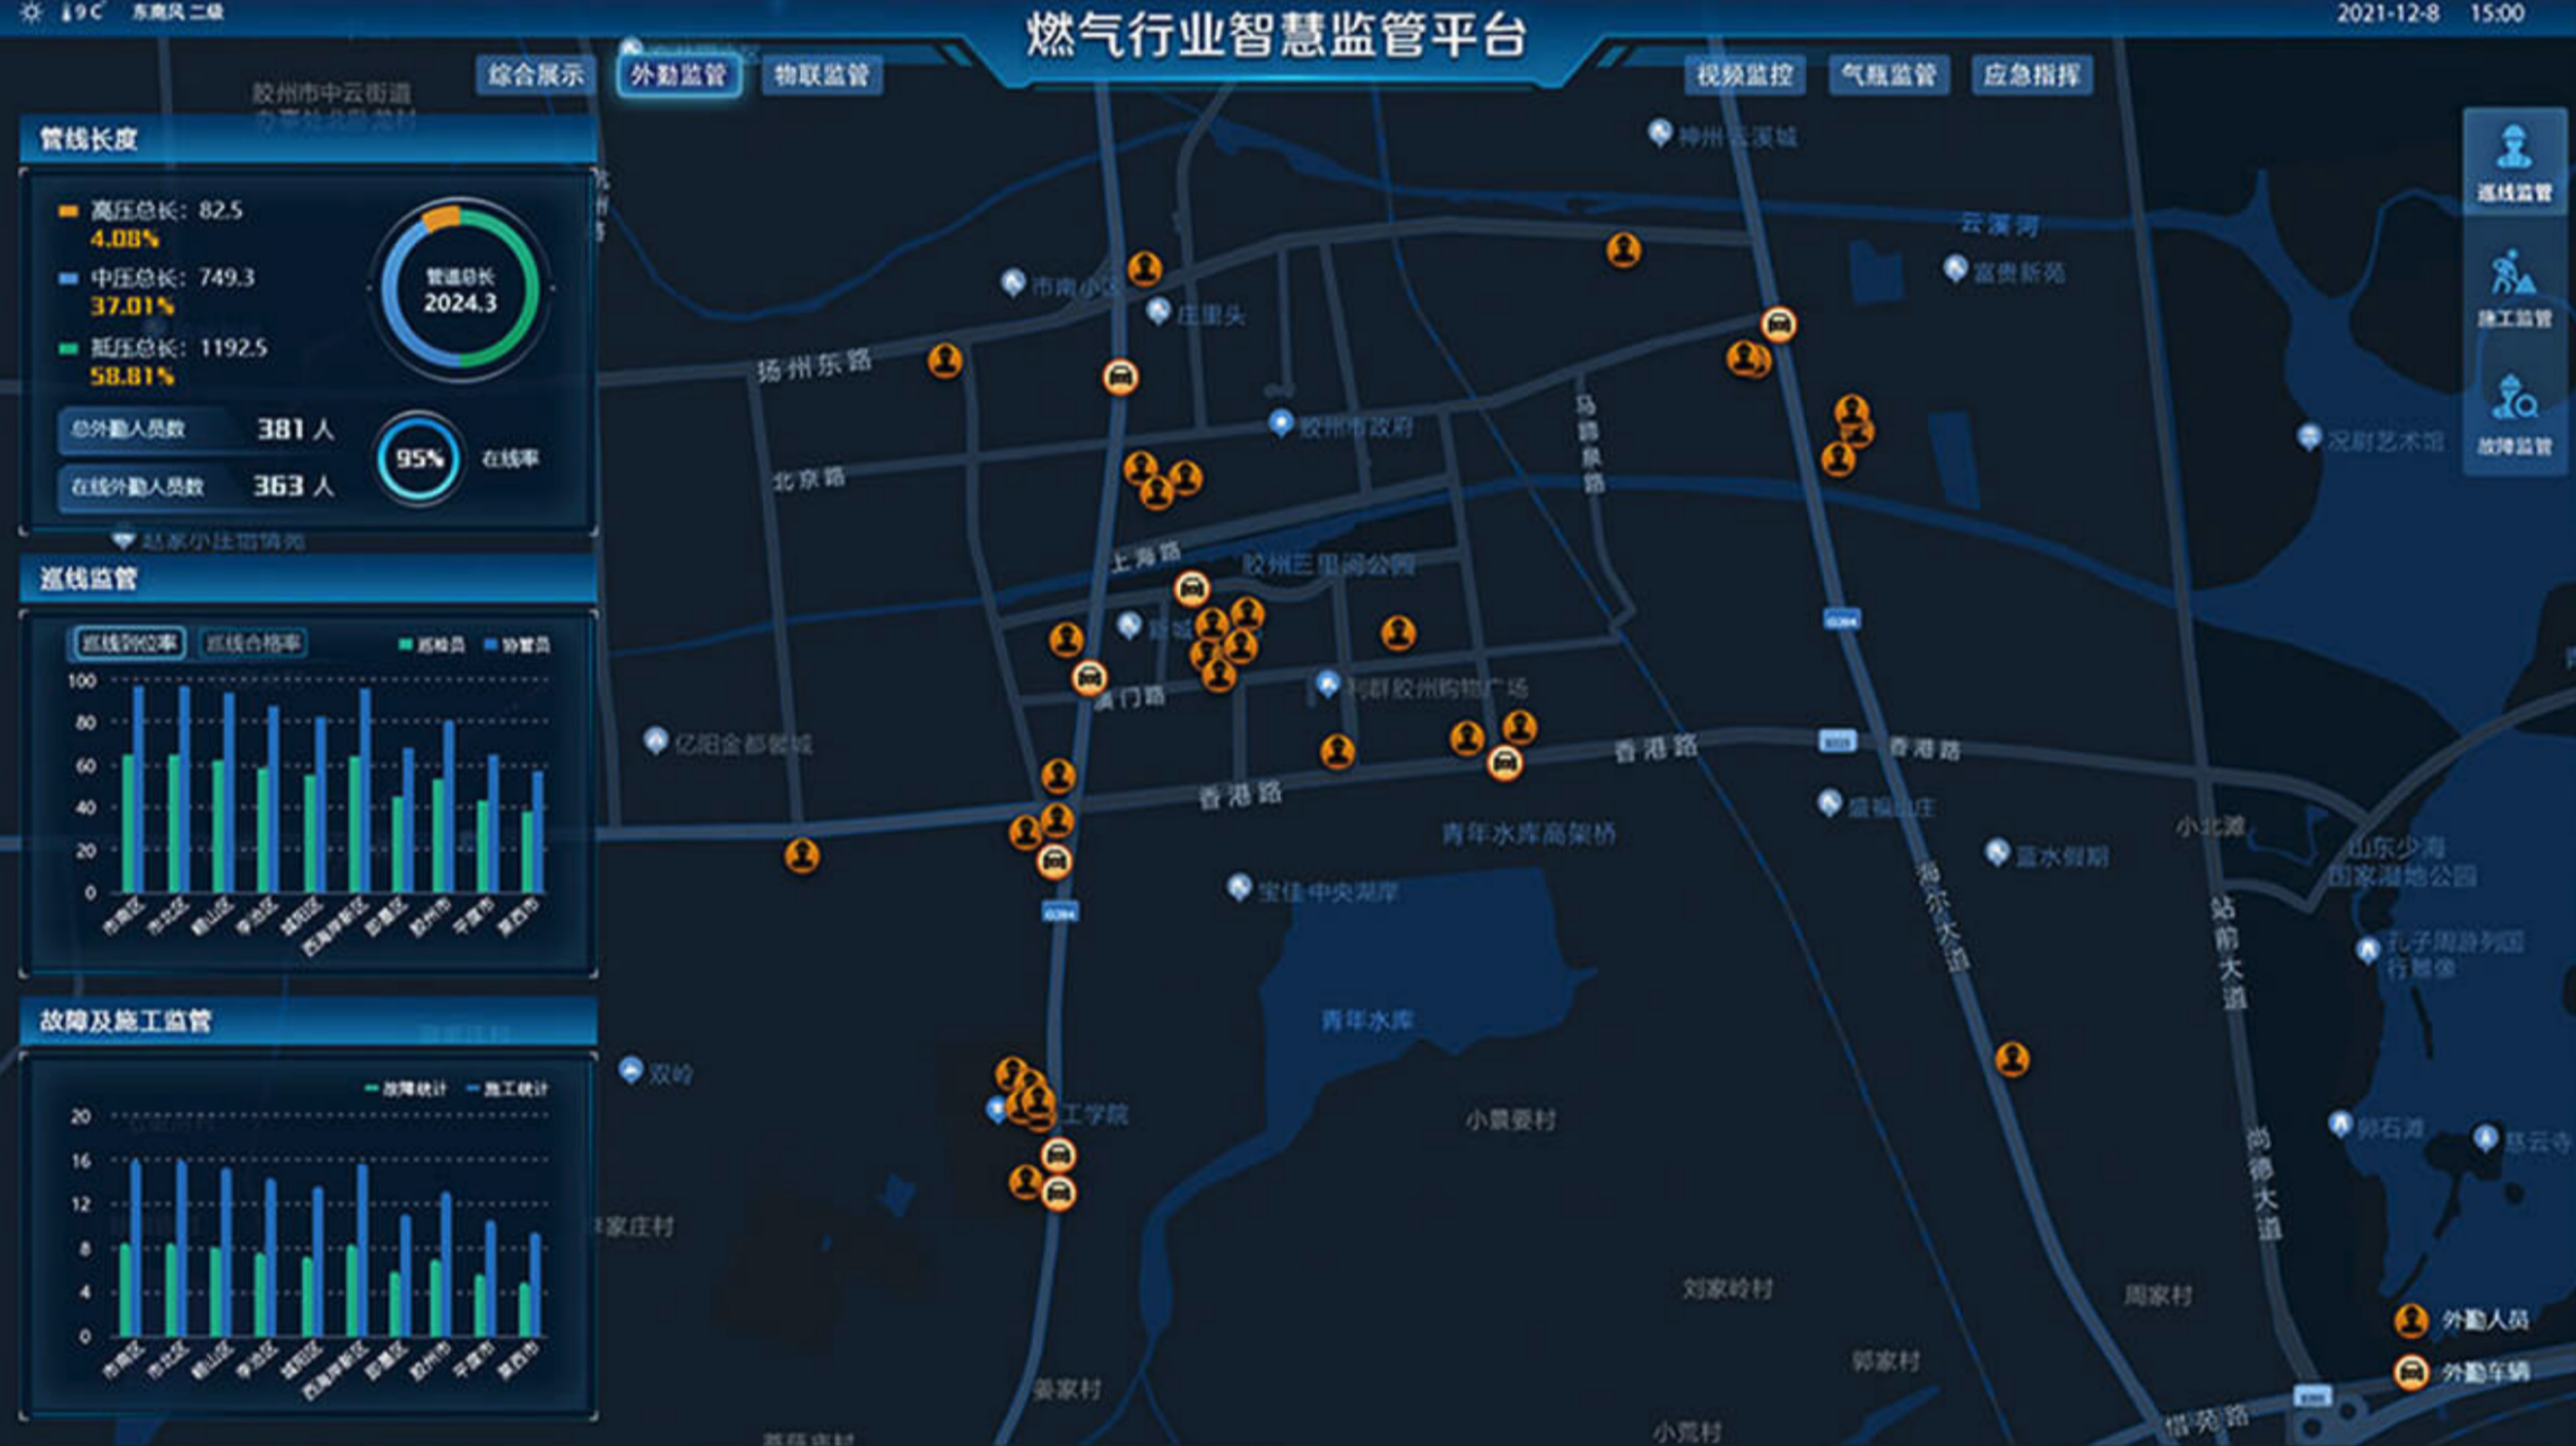 9℃ 东南风 二级
燃气行业智慧监管平台
2021-12-8 15:00
综合展示
外勤监管
物联监管
视频监控
气瓶监管
应急指挥
胶州市中云街道
管线长度
高压总长：82.5
4.08%
中压总长：749.3
37.01%
抵压总长：1192.5
58.81%
管道总长
2024.3
总外勤人员数 381 人
在线外勤人员数 363 人
95%
在线率
巡线监管
巡线到位率
巡线合格率
巡检员
协管员
100
80
60
40
20
0
市南区
市北区
崂山区
李沧区
城阳区
西海岸新区
即墨区
胶州市
平度市
莱西市
故障及施工监管
故障统计
施工统计
20
16
12
8
4
0
市南区
市北区
崂山区
李沧区
城阳区
西海岸新区
即墨区
胶州市
平度市
莱西市
巡线监管
施工监管
故障监管
神州·云溪城
云溪河
富贵新苑
市南小区
庄里头
扬州东路
胶州市政府
北京路
上海路
胶州三里河公园
澳门路
利群胶州购物广场
亿阳金都馨城
香港路
香港路
香港路
盛福山庄
青年水库高架桥
蓝水假期
小北滩
山东少海
国家湿地公园
宝佳·中央湖岸
海尔大道
站前大道
孔子周游列国
行雕像
青年水库
双岭
工学院
卵石滩
慈云寺
尚德大道
家庄村
刘家岭村
周家村
郭家村
姜家村
小荒村
惜苑路
外勤人员
外勤车辆